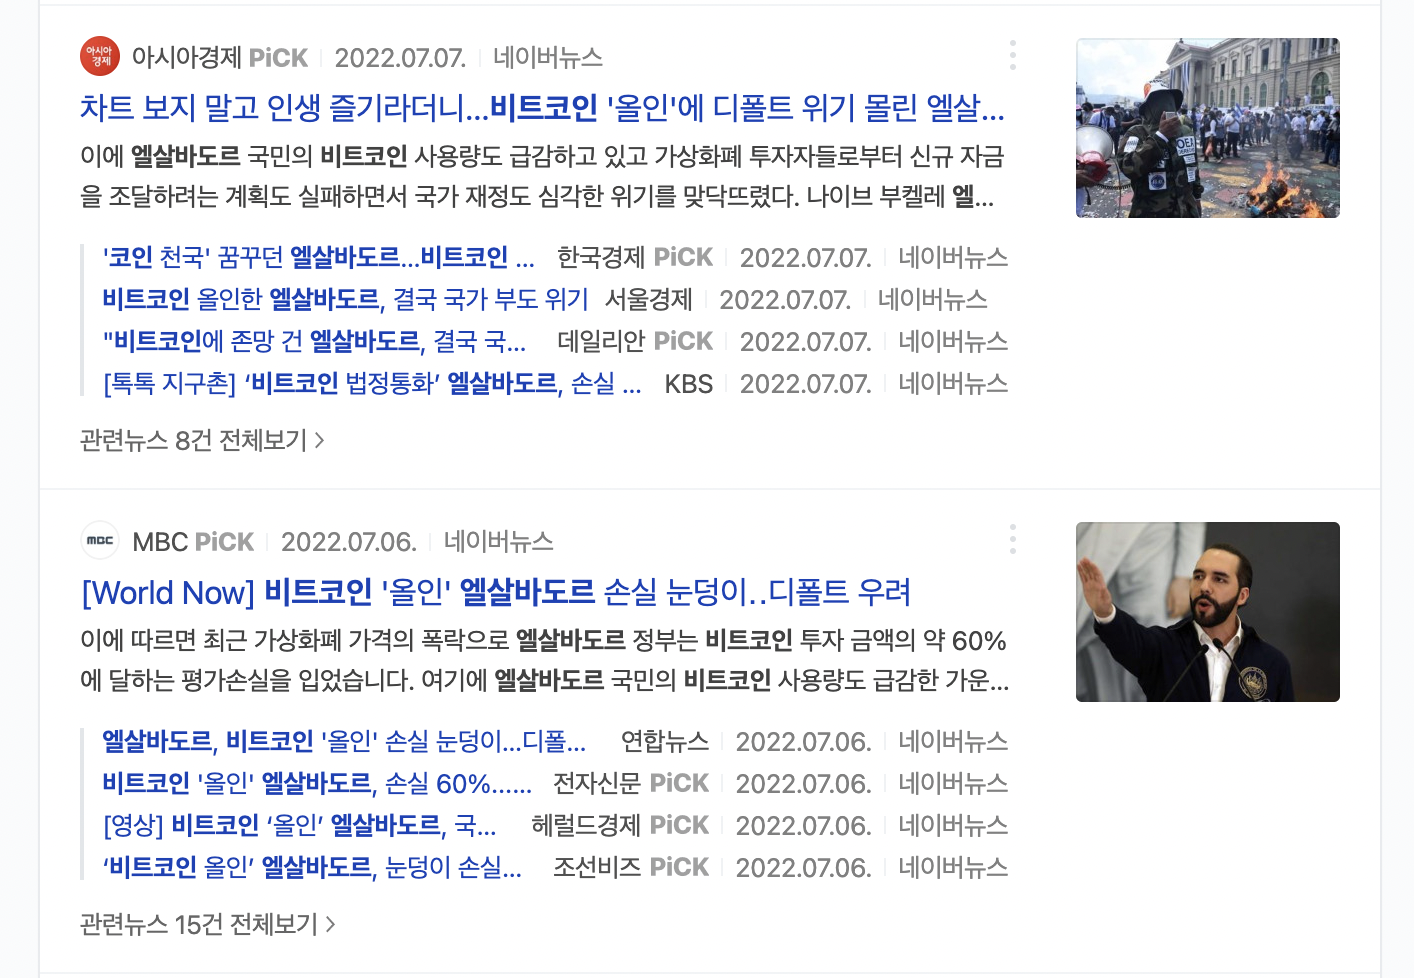 아시아경제
아시아경제 PiCK 2022.07.07. 네이버뉴스
차트 보지 말고 인생 즐기라더니...비트코인 '올인'에 디폴트 위기 몰린 엘살...
이에 엘살바도르 국민의 비트코인 사용량도 급감하고 있고 가상화폐 투자자들로부터 신규 자금
을 조달하려는 계획도 실패하면서 국가 재정도 심각한 위기를 맞닥뜨렸다. 나이브 부켈레 엘...
'코인 천국' 꿈꾸던 엘살바도르...비트코인 ... 한국경제 PiCK 2022.07.07. 네이버뉴스
비트코인 올인한 엘살바도르, 결국 국가 부도 위기 서울경제 2022.07.07. 네이버뉴스
"비트코인에 존망 건 엘살바도르, 결국 국... 데일리안 PiCK 2022.07.07. 네이버뉴스
[톡톡 지구촌] ‘비트코인 법정통화’ 엘살바도르, 손실 ... KBS 2022.07.07. 네이버뉴스
관련뉴스 8건 전체보기 >
mbc
MBC PiCK 2022.07.06. 네이버뉴스
[World Now] 비트코인 '올인' 엘살바도르 손실 눈덩이‥디폴트 우려
이에 따르면 최근 가상화폐 가격의 폭락으로 엘살바도르 정부는 비트코인 투자 금액의 약 60%
에 달하는 평가손실을 입었습니다. 여기에 엘살바도르 국민의 비트코인 사용량도 급감한 가운...
엘살바도르, 비트코인 '올인' 손실 눈덩이...디폴... 연합뉴스 2022.07.06. 네이버뉴스
비트코인 '올인' 엘살바도르, 손실 60%...... 전자신문 PiCK 2022.07.06. 네이버뉴스
[영상] 비트코인 ‘올인’ 엘살바도르, 국... 헤럴드경제 PiCK 2022.07.06. 네이버뉴스
‘비트코인 올인’ 엘살바도르, 눈덩이 손실... 조선비즈 PiCK 2022.07.06. 네이버뉴스
관련뉴스 15건 전체보기 >